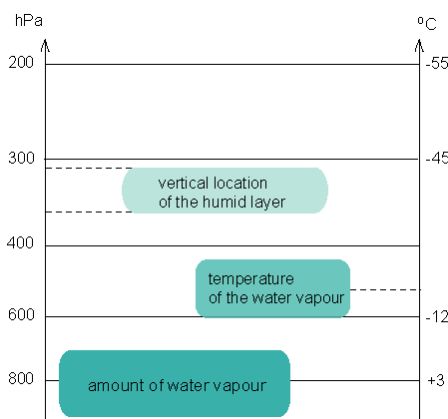 hPa
°C
200
-55
300
-45
vertical location
of the humid layer
400
temperature
of the water vapour
600
-12
800
amount of water vapour
+3